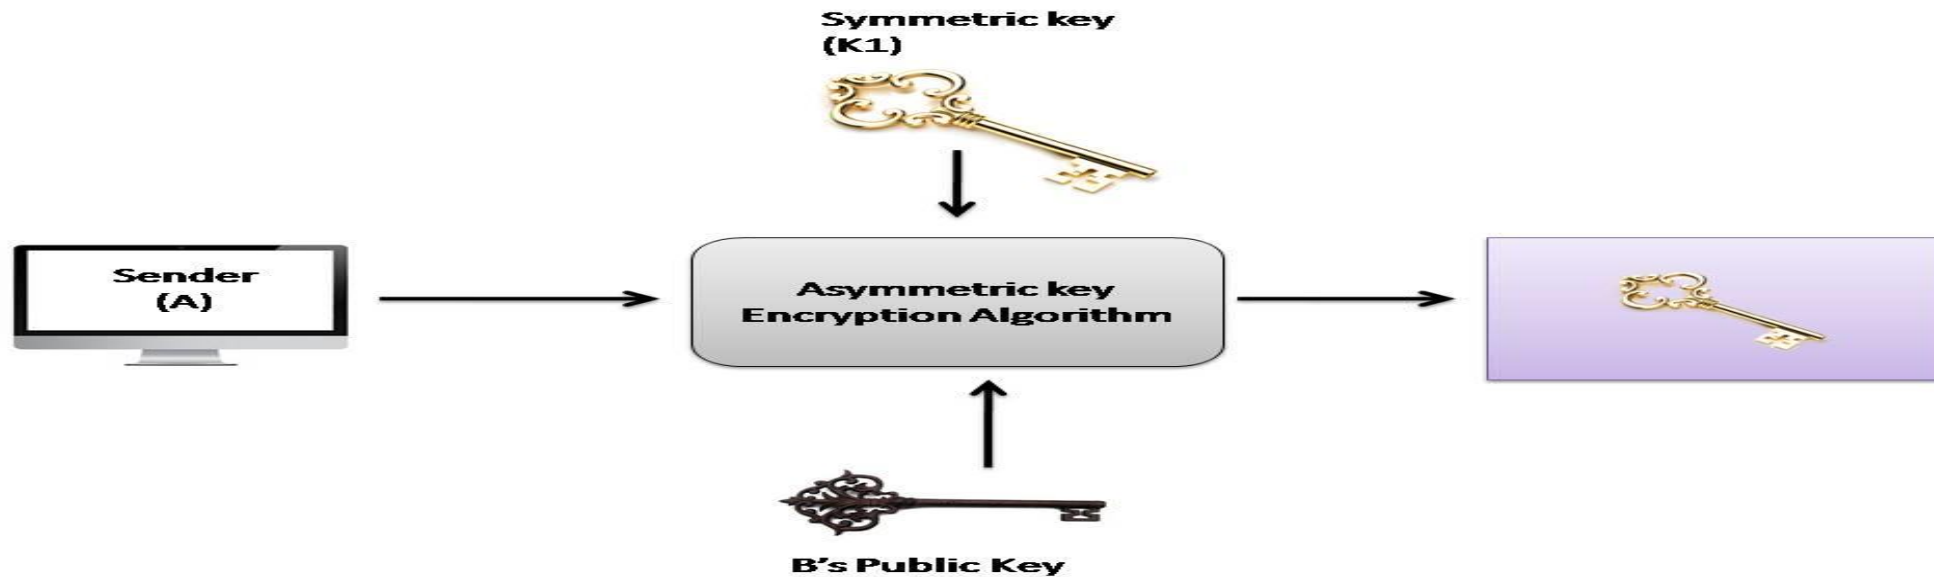 Symmetric key
(K1)
Sender
(A)
Asymmetric key
Encryption Algorithm
B’s Public Key